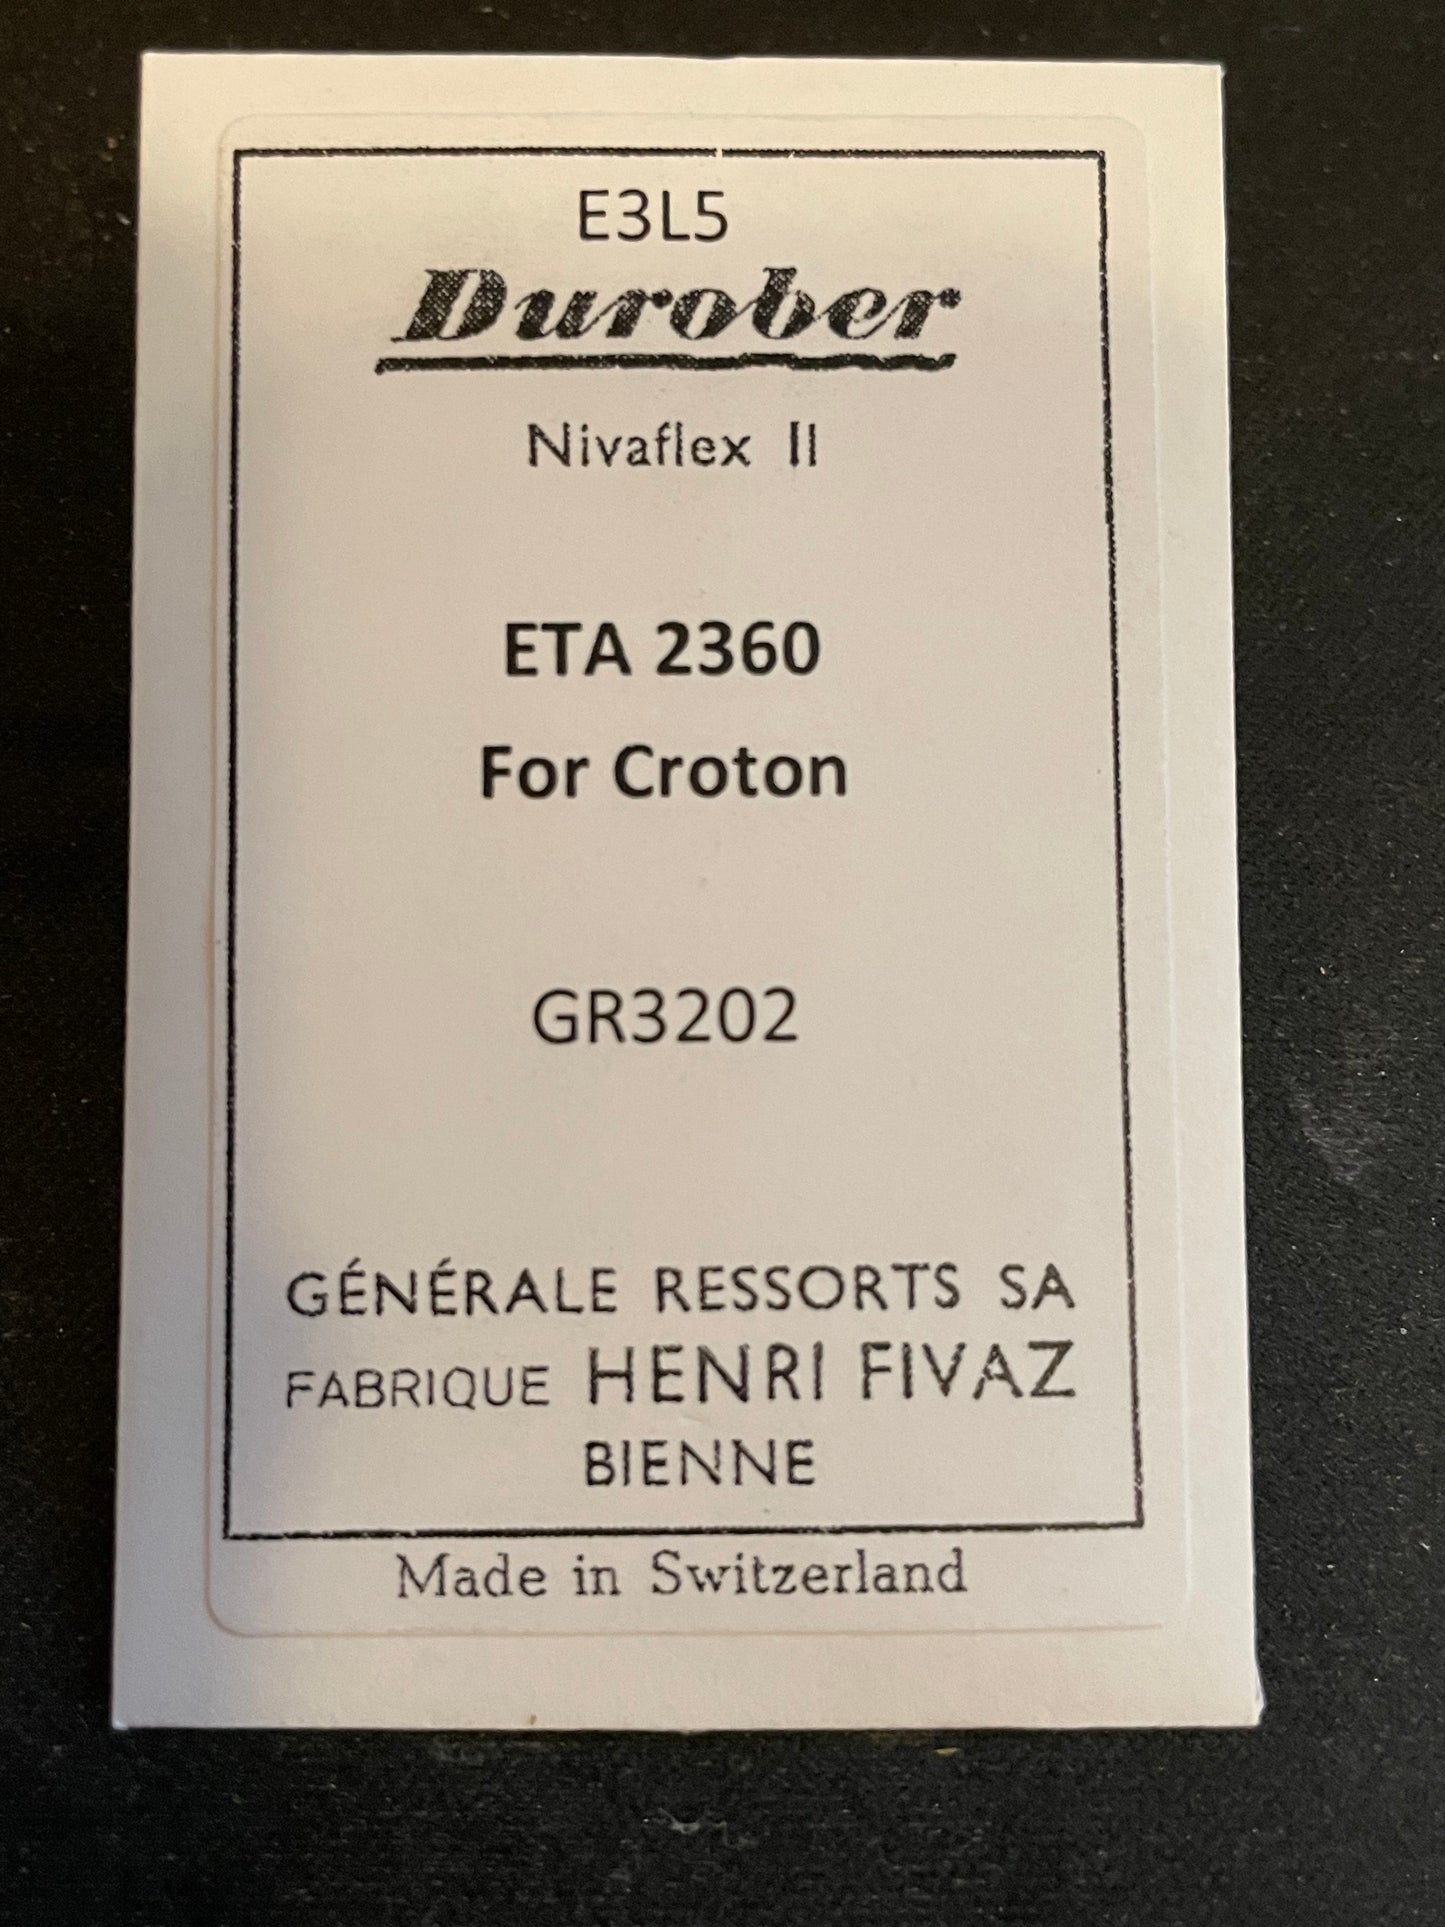 E3L5
Durober
Nivaflex II
ETA 2360
For Croton
GR3202
GÉNÉRALE RESSORTS SA
FABRIQUE HENRI FIVAZ
BIENNE
Made in Switzerland